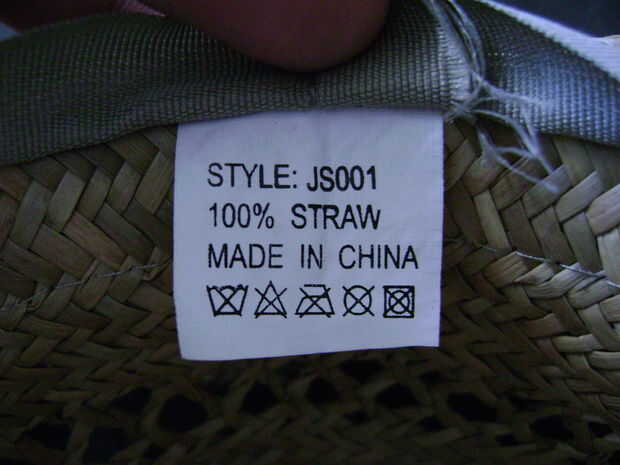 STYLE: JS001
100% STRAW
MADE IN CHINA